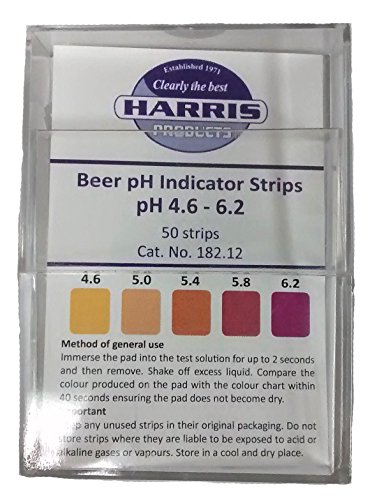 Established 1971
Clearly the best
HARRIS
PRODUCTS
Beer pH Indicator Strips
pH 4.6 - 6.2
50 strips
Cat. No. 182.12
4.6 5.0 5.4 5.8 6.2
Method of general use
Immerse the pad into the test solution for up to 2 seconds
and then remove. Shake off excess liquid. Compare the
colour produced on the pad with the colour chart within
40 seconds ensuring the pad does not become dry.
Important
Keep any unused strips in their original packaging. Do not
store strips where they are liable to be exposed to acid or
alkaline gases or vapours. Store in a cool and dry place.